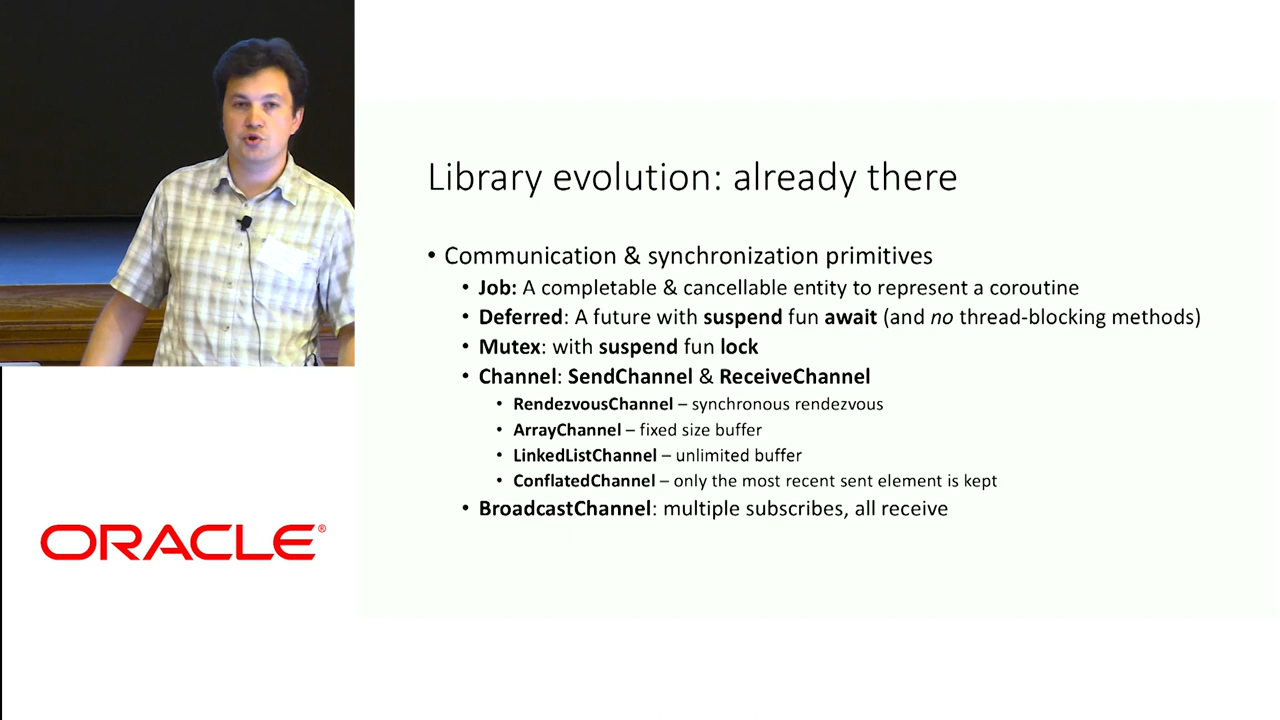 Library evolution: already there
• Communication & synchronization primitives
• Job: A completable & cancellable entity to represent a coroutine
• Deferred: A future with suspend fun await (and no thread-blocking methods)
• Mutex: with suspend fun lock
• Channel: SendChannel & ReceiveChannel
• RendezvousChannel – synchronous rendezvous
• ArrayChannel – fixed size buffer
• LinkedListChannel – unlimited buffer
• ConflatedChannel – only the most recent sent element is kept
• BroadcastChannel: multiple subscribes, all receive
ORACLE®